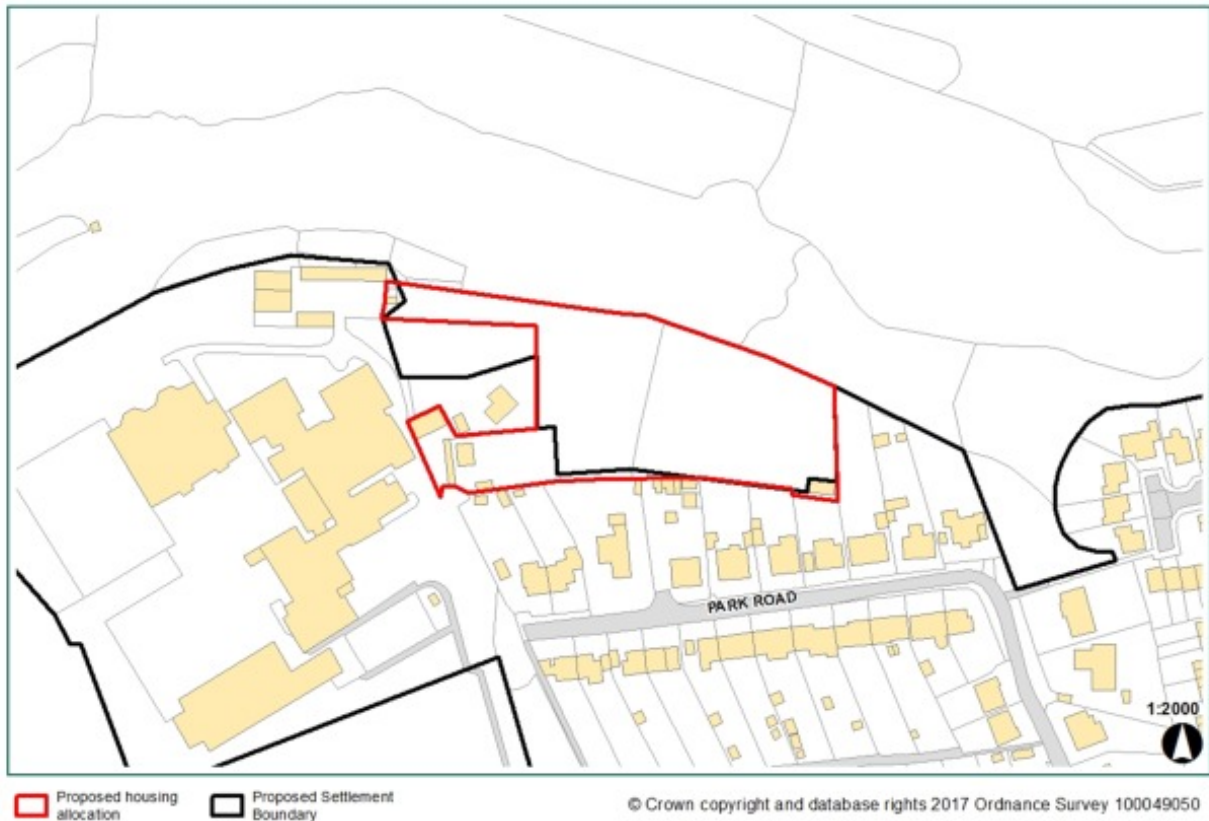 PARK ROAD
1:2000
Proposed housing
allocation
Proposed Settlement
Boundary
© Crown copyright and database rights 2017 Ordnance Survey 100049050